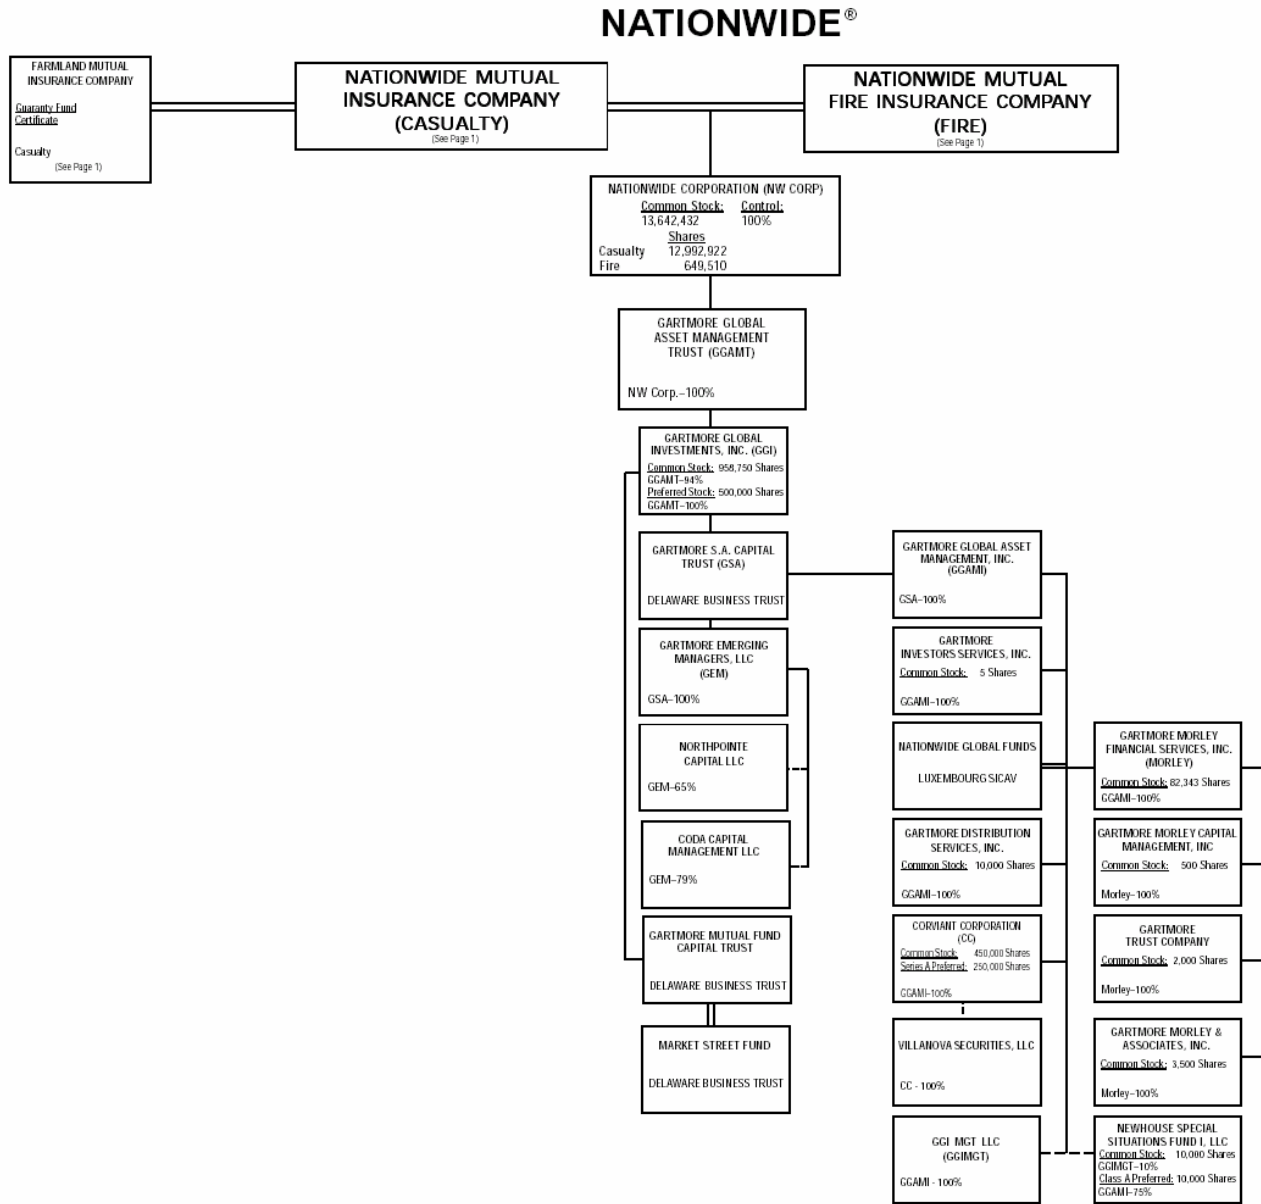 NATIONWIDE®
FARMLAND MUTUAL
INSURANCE COMPANY
Guaranty Fund
Certificate
Casualty
(See Page 1)
NATIONWIDE MUTUAL
INSURANCE COMPANY
(CASUALTY)
(See Page 1)
NATIONWIDE MUTUAL
FIRE INSURANCE COMPANY
(FIRE)
(See Page 1)
NATIONWIDE CORPORATION (NW CORP)
Common Stock: Control:
13,642,432 100%
Shares
Casualty 12,992,922
Fire 649,510
GARTMORE GLOBAL
ASSET MANAGEMENT
TRUST (GGAMT)
NW Corp.–100%
GARTMORE GLOBAL
INVESTMENTS, INC. (GGI)
Common Stock: 958,750 Shares
GGAMT–94%
Preferred Stock: 500,000 Shares
GGAMT–100%
GARTMORE S.A. CAPITAL
TRUST (GSA)
DELAWARE BUSINESS TRUST
GARTMORE EMERGING
MANAGERS, LLC
(GEM)
GSA–100%
NORTHPOINTE
CAPITAL LLC
GEM–65%
CODA CAPITAL
MANAGEMENT LLC
GEM–79%
GARTMORE MUTUAL FUND
CAPITAL TRUST
DELAWARE BUSINESS TRUST
MARKET STREET FUND
DELAWARE BUSINESS TRUST
GARTMORE GLOBAL ASSET
MANAGEMENT, INC.
(GGAMI)
GSA–100%
GARTMORE
INVESTORS SERVICES, INC.
Common Stock: 5 Shares
GGAMI–100%
NATIONWIDE GLOBAL FUNDS
LUXEMBOURG SICAV
GARTMORE DISTRIBUTION
SERVICES, INC.
Common Stock: 10,000 Shares
GGAMI–100%
CORVIANT CORPORATION
(CC)
Common Stock: 450,000 Shares
Series A Preferred: 250,000 Shares
GGAMI–100%
VILLANOVA SECURITIES, LLC
CC - 100%
GGI MGT LLC
(GGIMGT)
GGAMI - 100%
GARTMORE MORLEY
FINANCIAL SERVICES, INC.
(MORLEY)
Common Stock: 82,343 Shares
GGAMI–100%
GARTMORE MORLEY CAPITAL
MANAGEMENT, INC
Common Stock: 500 Shares
Morley–100%
GARTMORE
TRUST COMPANY
Common Stock: 2,000 Shares
Morley–100%
GARTMORE MORLEY &
ASSOCIATES, INC.
Common Stock: 3,500 Shares
Morley–100%
NEWHOUSE SPECIAL
SITUATIONS FUND I, LLC
Common Stock: 10,000 Shares
GGIMGT–10%
Class A Preferred: 10,000 Shares
GGAMI–75%